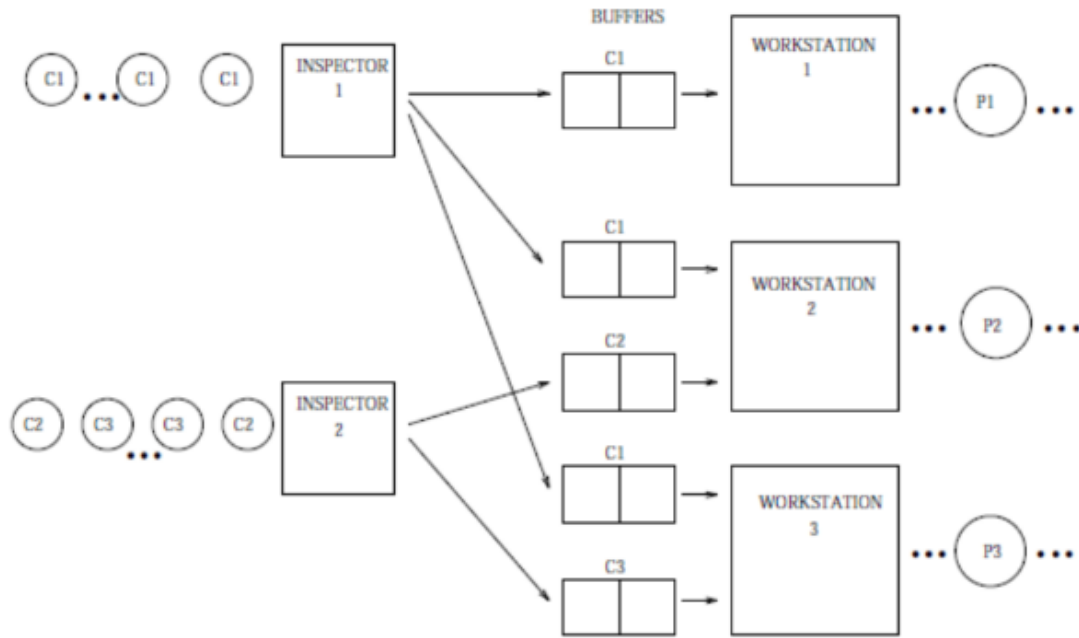 BUFFERS
C1 ... C1 C1
INSPECTOR
1
C1
WORKSTATION
1
... P1 ...
C1
WORKSTATION
2
... P2 ...
C2
C2 C3 ... C3 C2
INSPECTOR
2
C1
WORKSTATION
3
... P3 ...
C3